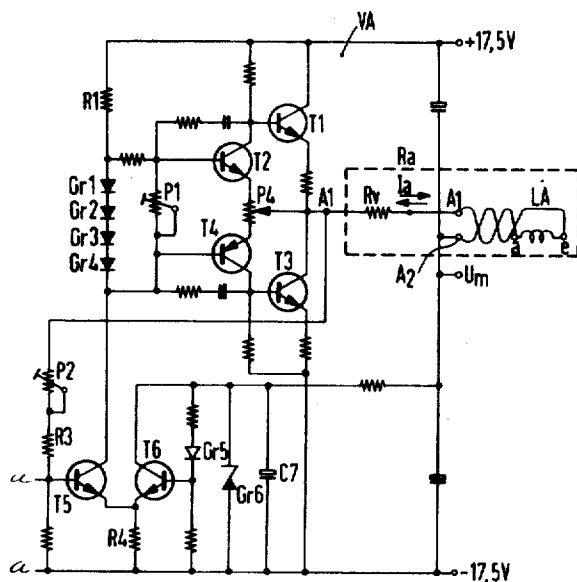 VA
+17,5V
R1
T1
T2
Gr1
Gr2
Gr3
Gr4
P1
P4
A1
Ra
Ia
Rv
A1
LA
T4
T3
A2
a
e
Um
P2
R3
T6
Gr5
Gr6
C7
a
T5
R4
a
-17,5V